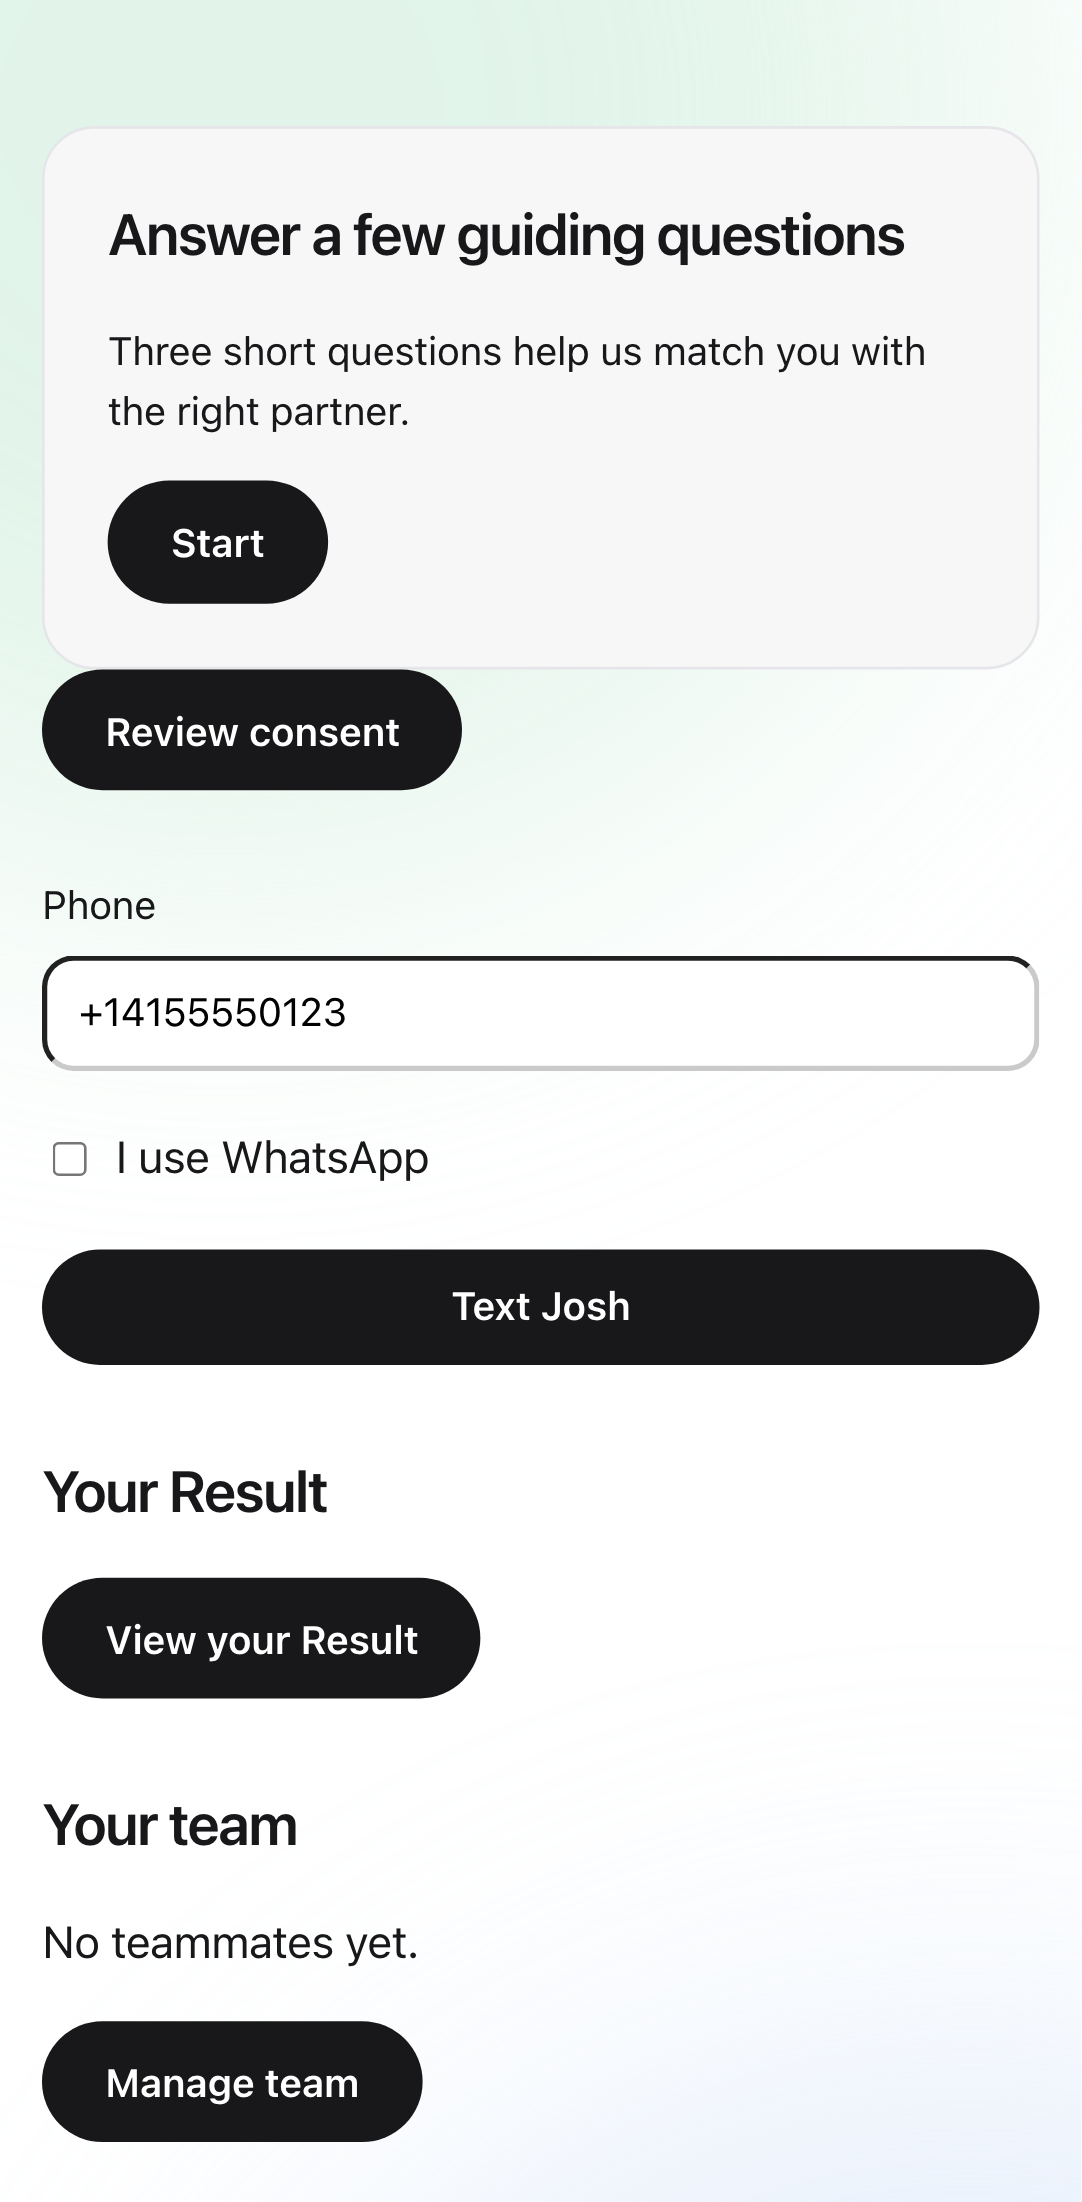 Answer a few guiding questions
Three short questions help us match you with
the right partner.
Start
Review consent
Phone
+14155550123
I use WhatsApp
Text Josh
Your Result
View your Result
Your team
No teammates yet.
Manage team